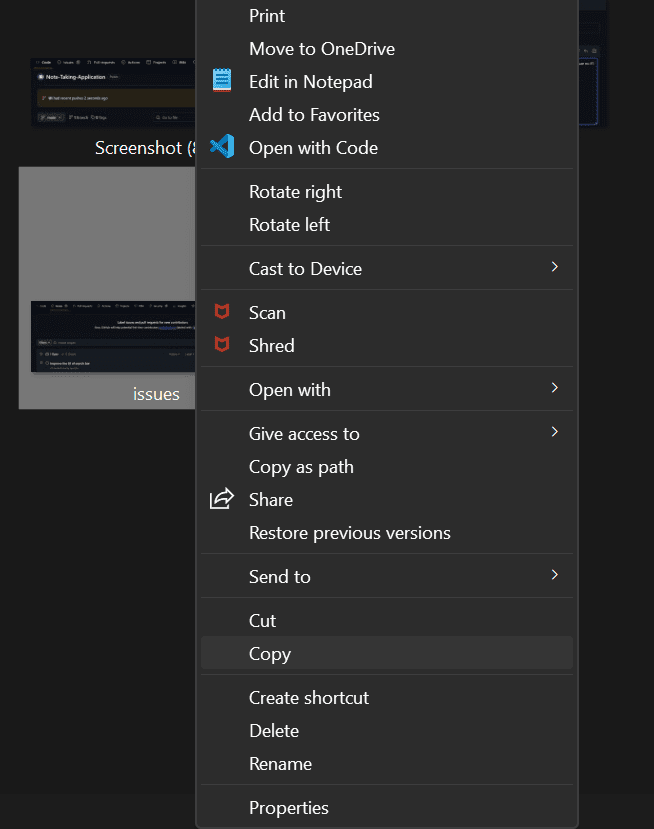 Print
Move to OneDrive
Edit in Notepad
Add to Favorites
Open with Code
Rotate right
Rotate left
Cast to Device
Scan
Shred
Open with
Give access to
Copy as path
Share
Restore previous versions
Send to
Cut
Copy
Create shortcut
Delete
Rename
Properties
Note-Taking-Application
Screenshot (
issues